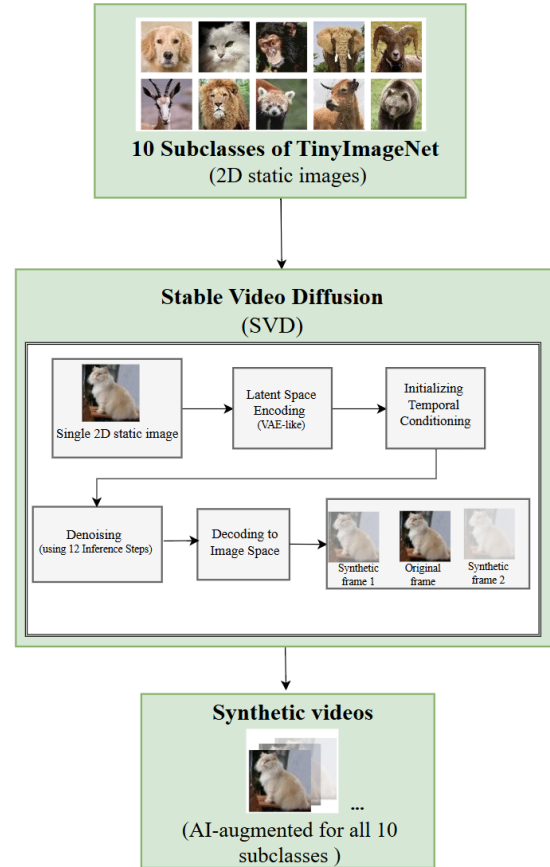 10 Subclasses of TinyImageNet
(2D static images)
Stable Video Diffusion
(SVD)
Single 2D static image
Latent Space
Encoding
(VAE-like)
Initializing
Temporal
Conditioning
Denoising
(using 12 Inference Steps)
Decoding to
Image Space
Synthetic
frame 1
Original
frame
Synthetic
frame 2
Synthetic videos
...
(AI-augmented for all 10
subclasses )